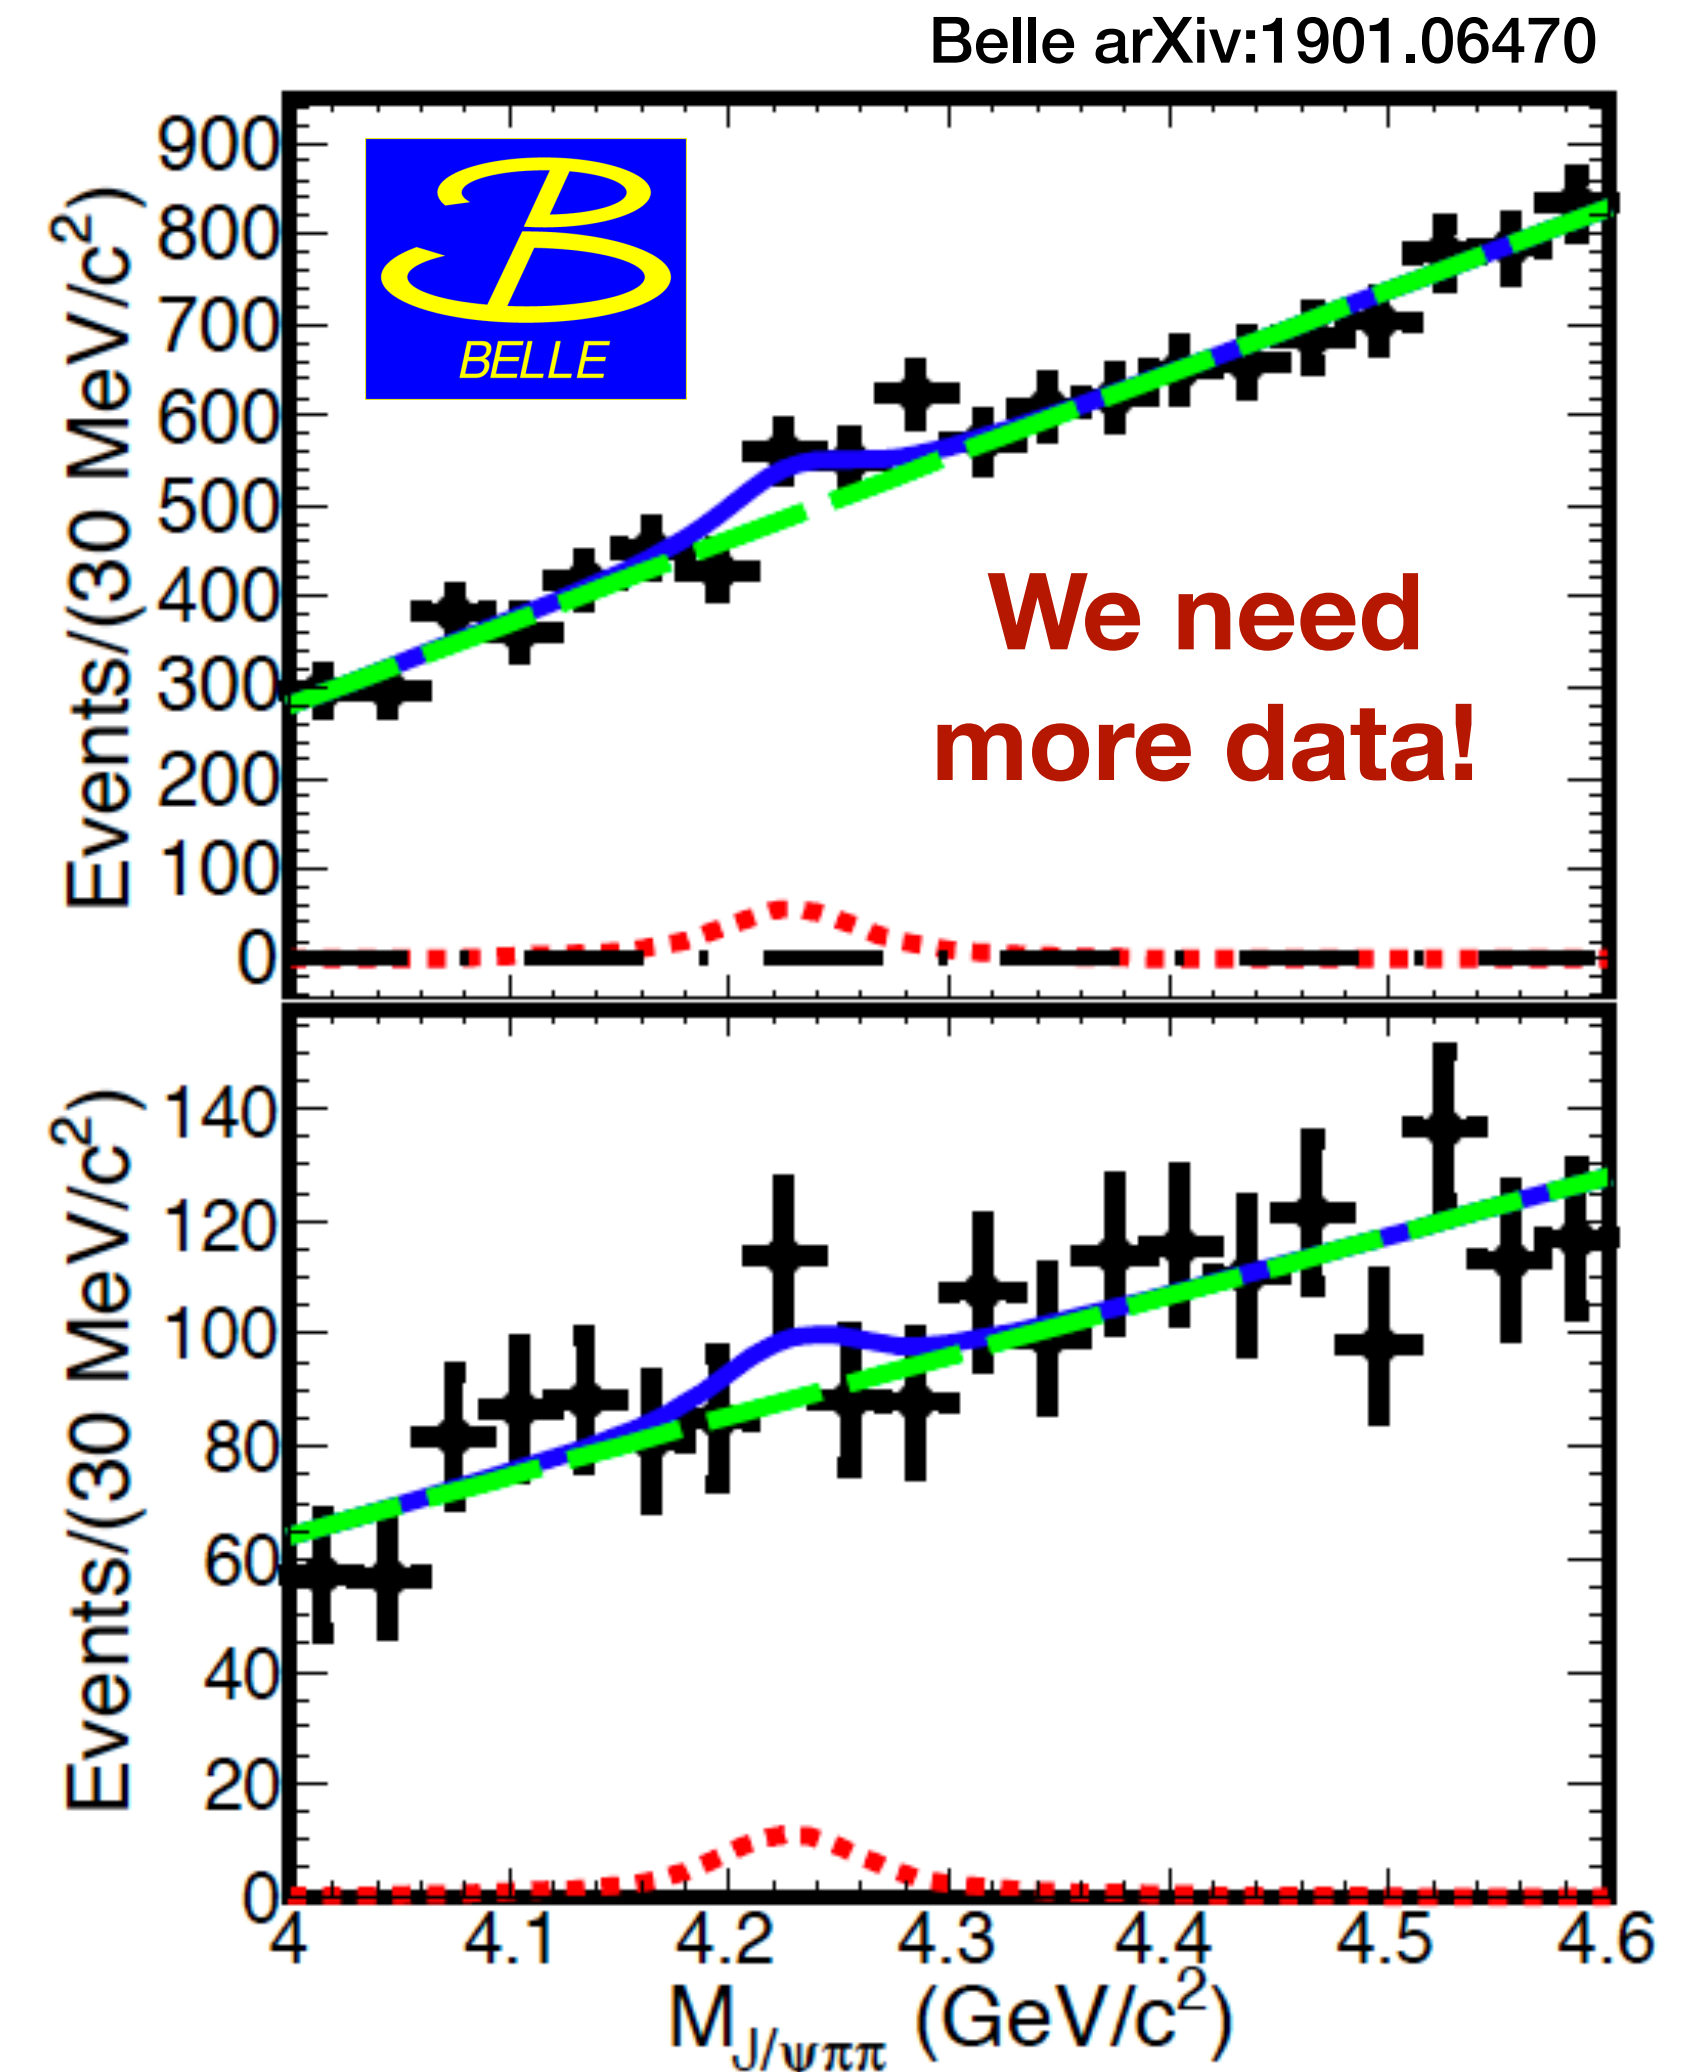 Belle arXiv:1901.06470
Events/(30 MeV/c²)
900
800
700
600
500
400
300
200
100
0
BELLE
We need
more data!
Events/(30 MeV/c²)
140
120
100
80
60
40
20
0
4 4.1 4.2 4.3 4.4 4.5 4.6
M_J/ψππ (GeV/c²)